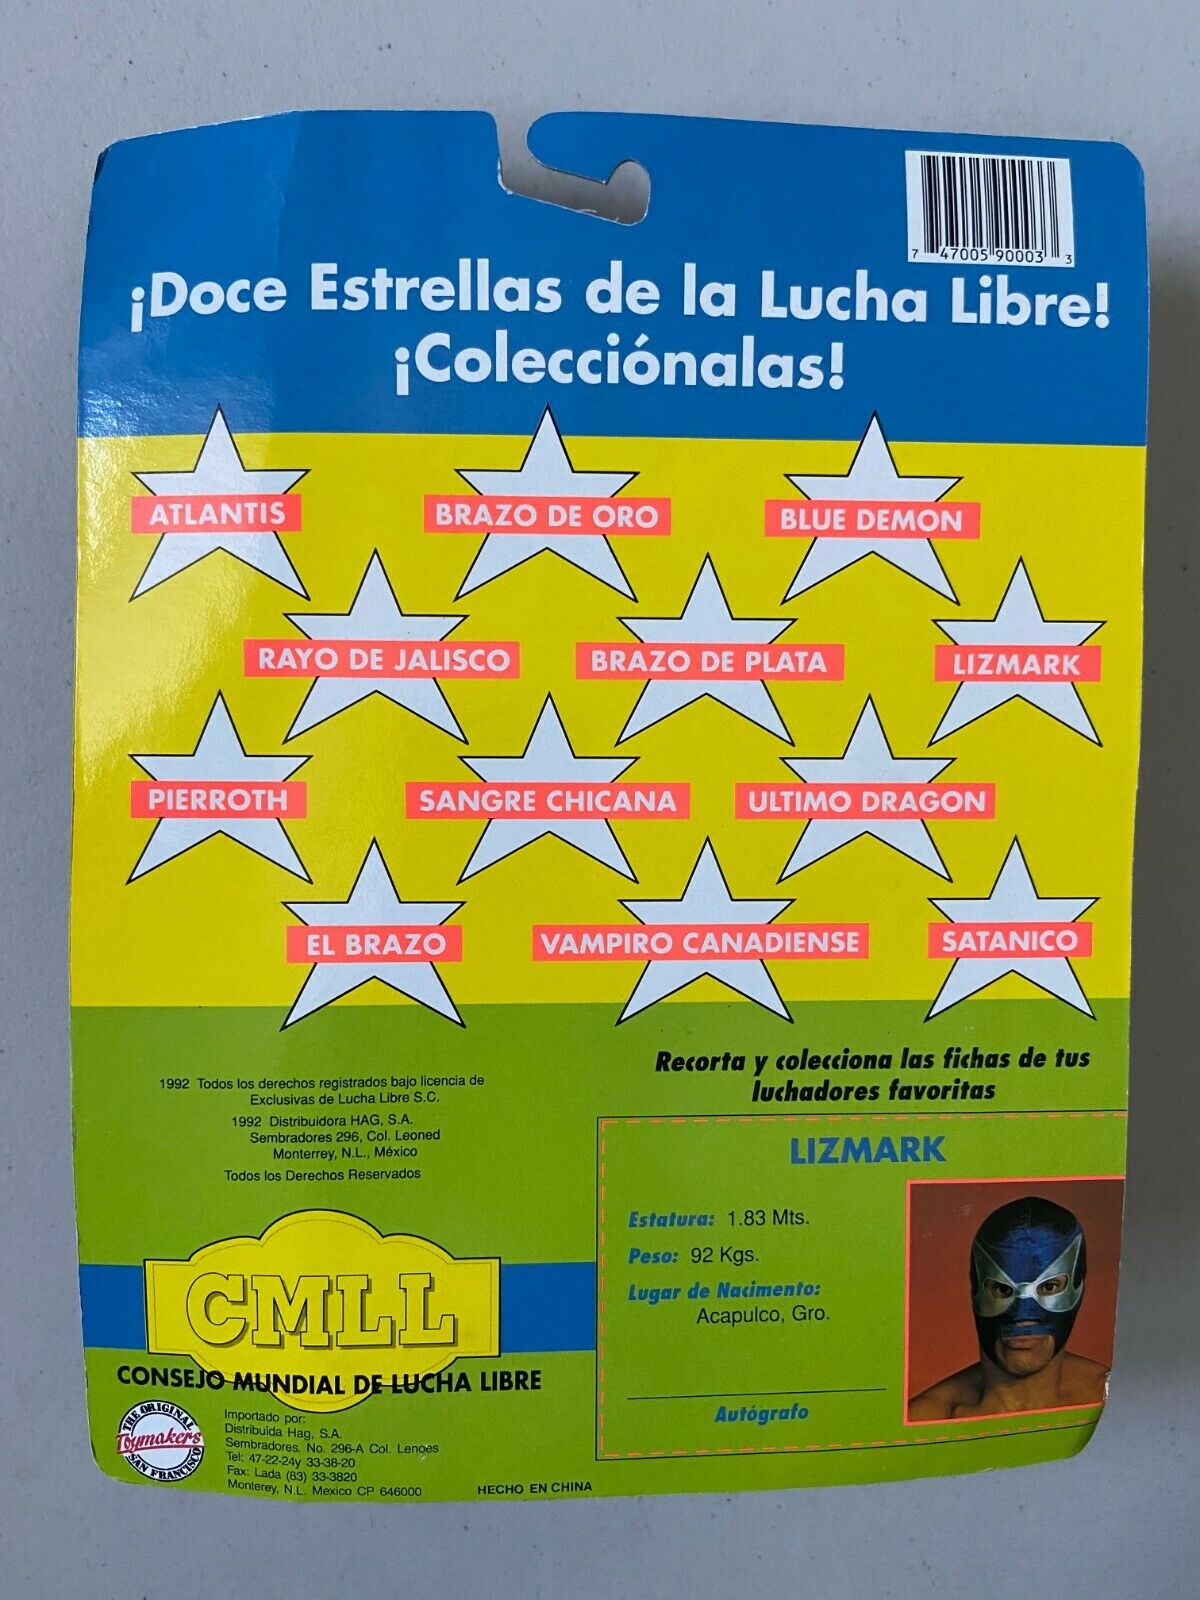 7 47005 90003 3
¡Doce Estrellas de la Lucha Libre!
¡Colecciónalas!
ATLANTIS
BRAZO DE ORO
BLUE DEMON
RAYO DE JALISCO
BRAZO DE PLATA
LIZMARK
PIERROTH
SANGRE CHICANA
ULTIMO DRAGON
EL BRAZO
VAMPIRO CANADIENSE
SATANICO
1992 Todos los derechos registrados bajo licencia de
Exclusivas de Lucha Libre S.C.
1992 Distribuidora HAG, S.A.
Sembradores 296, Col. Leoned
Monterrey, N.L., México
Todos los Derechos Reservados
CMLL
CONSEJO MUNDIAL DE LUCHA LIBRE
THE ORIGINAL
Toymakers
SAN FRANCISCO
Importado por:
Distribuida Hag, S.A.
Sembradores, No. 296-A Col. Lenoes
Tel: 47-22-24y 33-38-20
Fax: Lada (83) 33-3820
Monterey, N.L. Mexico CP 646000
HECHO EN CHINA
Recorta y colecciona las fichas de tus
luchadores favoritas
LIZMARK
Estatura: 1.83 Mts.
Peso: 92 Kgs.
Lugar de Nacimento:
Acapulco, Gro.
Autógrafo